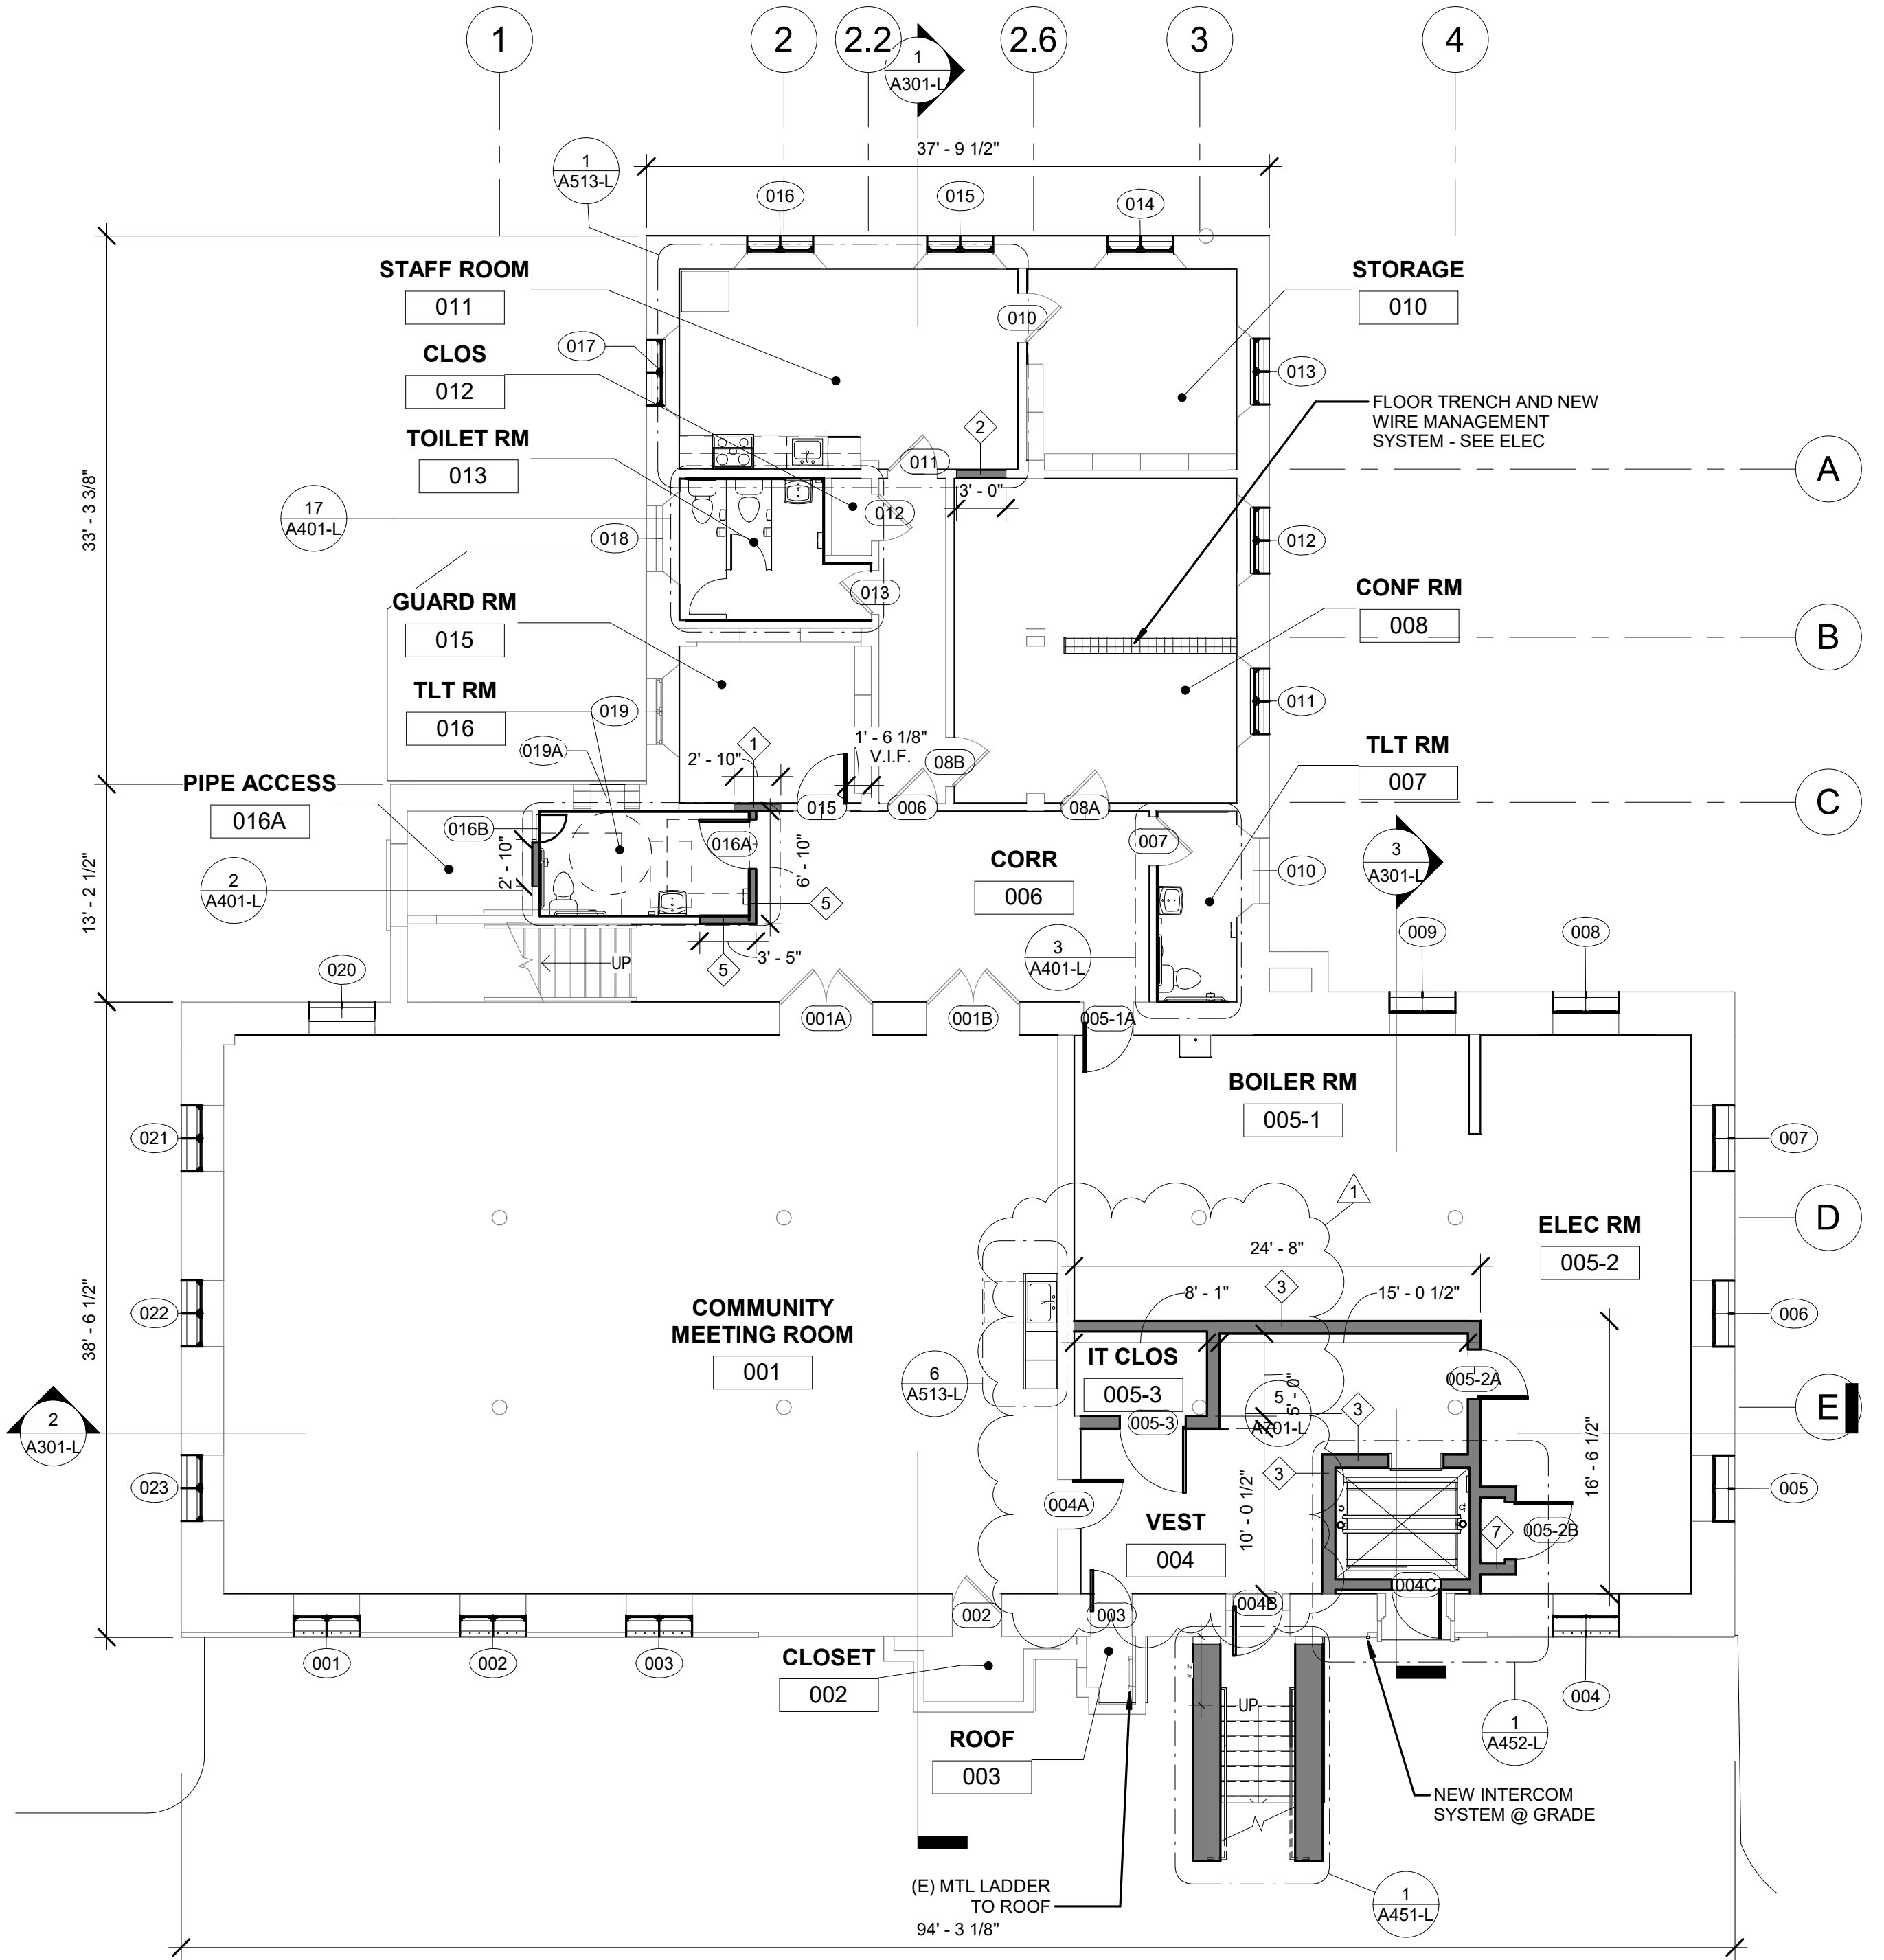 1
2
2.2
2.6
3
4
1
A301-L
37' - 9 1/2"
1
A513-L
016
015
014
STAFF ROOM
011
STORAGE
010
010
CLOS
012
017
013
FLOOR TRENCH AND NEW
WIRE MANAGEMENT
SYSTEM - SEE ELEC
TOILET RM
013
2
011
A
3' - 0"
33' - 3 3/8"
17
A401-L
018
012
012
013
GUARD RM
015
CONF RM
008
B
TLT RM
016
019
011
019A
1
2' - 10"
1' - 6 1/8"
V.I.F.
08B
TLT RM
007
PIPE ACCESS
016A
015
006
08A
C
016B
016A
007
2' - 10"
6' - 10"
CORR
006
3
A301-L
2
A401-L
010
5
13' - 2 1/2"
3
A401-L
009
008
UP
5
3' - 5"
020
001A
001B
005-1A
BOILER RM
005-1
021
007
1
ELEC RM
005-2
D
24' - 8"
8' - 1"
3
15' - 0 1/2"
38' - 6 1/2"
022
COMMUNITY
MEETING ROOM
001
006
IT CLOS
005-3
6
A513-L
005-2A
5' - 0"
5
A701-L
005-3
3
E
2
A301-L
3
16' - 6 1/2"
023
004A
10' - 0 1/2"
005
VEST
004
7
005-2B
004C
002
003
004B
001
002
003
CLOSET
002
004
UP
ROOF
003
1
A452-L
NEW INTERCOM
SYSTEM @ GRADE
(E) MTL LADDER
TO ROOF
1
A451-L
94' - 3 1/8"